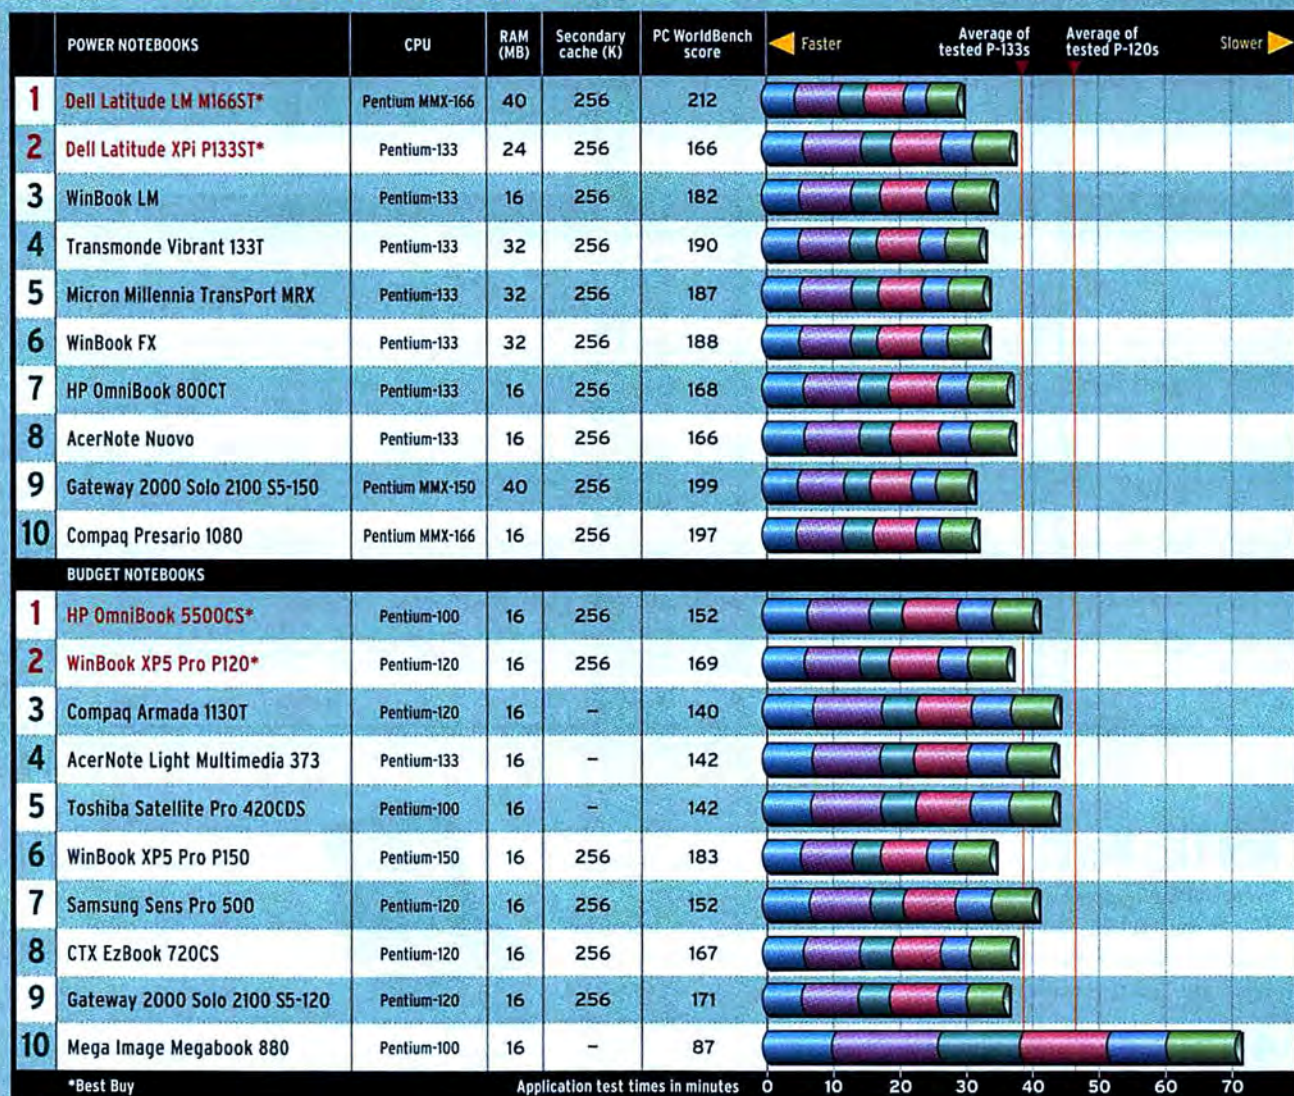 POWER NOTEBOOKS CPU RAM (MB) Secondary cache (K) PC WorldBench score Faster Average of tested P-133s Average of tested P-120s Slower
1 Dell Latitude LM M166ST* Pentium MMX-166 40 256 212
2 Dell Latitude XPi P133ST* Pentium-133 24 256 166
3 WinBook LM Pentium-133 16 256 182
4 Transmonde Vibrant 133T Pentium-133 32 256 190
5 Micron Millennia TransPort MRX Pentium-133 32 256 187
6 WinBook FX Pentium-133 32 256 188
7 HP OmniBook 800CT Pentium-133 16 256 168
8 AcerNote Nuovo Pentium-133 16 256 166
9 Gateway 2000 Solo 2100 S5-150 Pentium MMX-150 40 256 199
10 Compaq Presario 1080 Pentium MMX-166 16 256 197
BUDGET NOTEBOOKS
1 HP OmniBook 5500CS* Pentium-100 16 256 152
2 WinBook XP5 Pro P120* Pentium-120 16 256 169
3 Compaq Armada 1130T Pentium-120 16 – 140
4 AcerNote Light Multimedia 373 Pentium-133 16 – 142
5 Toshiba Satellite Pro 420CDS Pentium-100 16 – 142
6 WinBook XP5 Pro P150 Pentium-150 16 256 183
7 Samsung Sens Pro 500 Pentium-120 16 256 152
8 CTX EzBook 720CS Pentium-120 16 256 167
9 Gateway 2000 Solo 2100 S5-120 Pentium-120 16 256 171
10 Mega Image Megabook 880 Pentium-100 16 – 87
*Best Buy Application test times in minutes 0 10 20 30 40 50 60 70